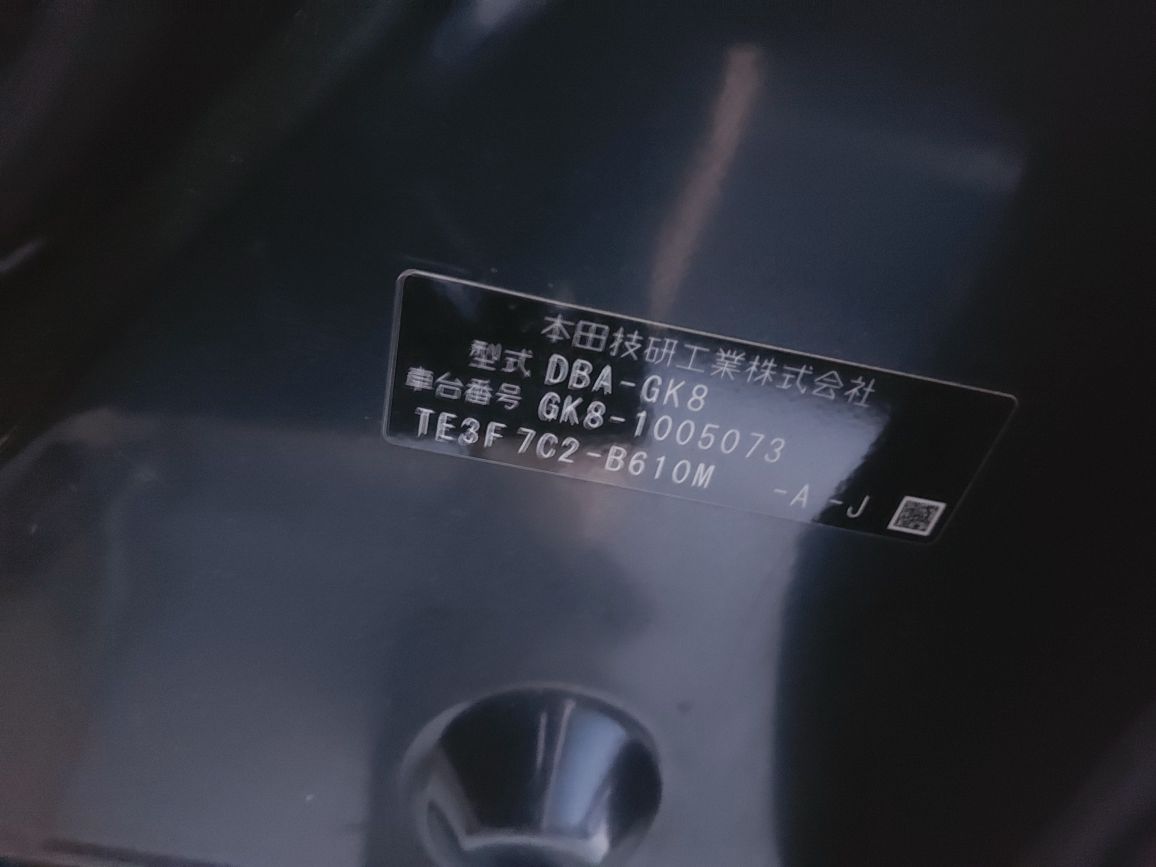 本田技研工業株式会社
型式 DBA-GK8
車台番号 GK8-1005073
TE3F 7C2-B610M -A -J